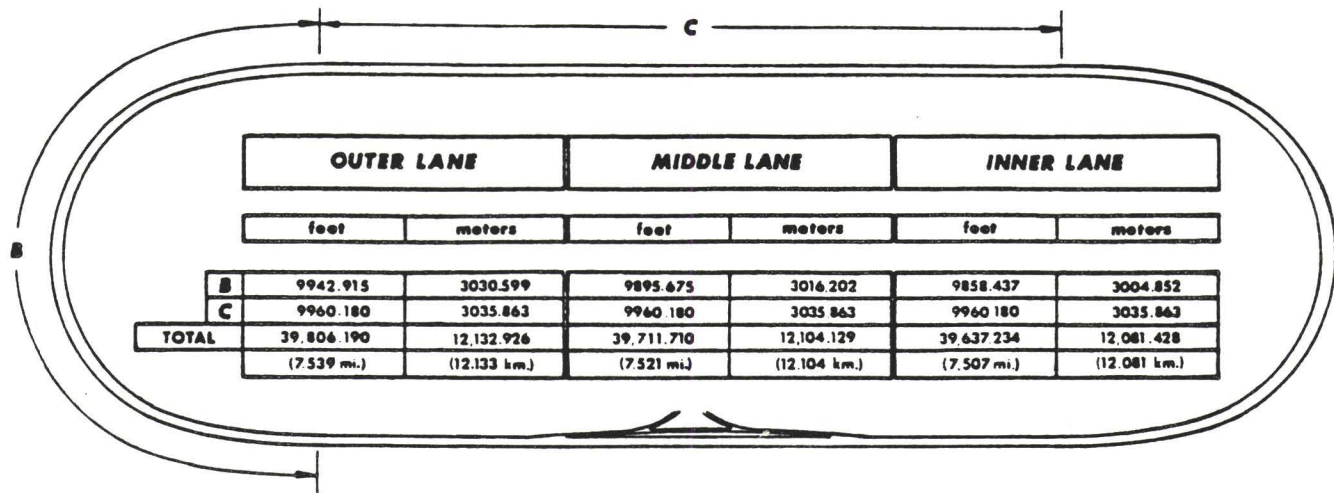 C
OUTER LANE MIDDLE LANE INNER LANE
feet meters feet meters feet meters
B
B 9942.915 3030.599 9895.675 3016.202 9858.437 3004.852
C 9960.180 3035.863 9960.180 3035.863 9960.180 3035.863
TOTAL 39,806.190 12,132.926 39,711.710 12,104.129 39,637.234 12,081.428
(7.539 mi.) (12.133 km.) (7.521 mi.) (12.104 km.) (7.507 mi.) (12.081 km.)